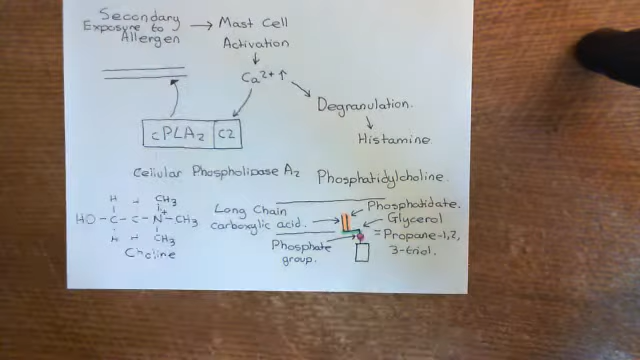 Secondary
Exposure to
Allergen
Mast Cell
Activation
Ca2+ ↑
Degranulation.
Histamine.
cPLA2 C2
Cellular Phospholipase A2
Phosphatidylcholine.
H H CH3
HO-C-C-N+-CH3
H H CH3
Choline
Long Chain
carboxylic acid.
Phosphatidate.
Glycerol
= Propane-1,2,
3-triol.
Phosphate
group.